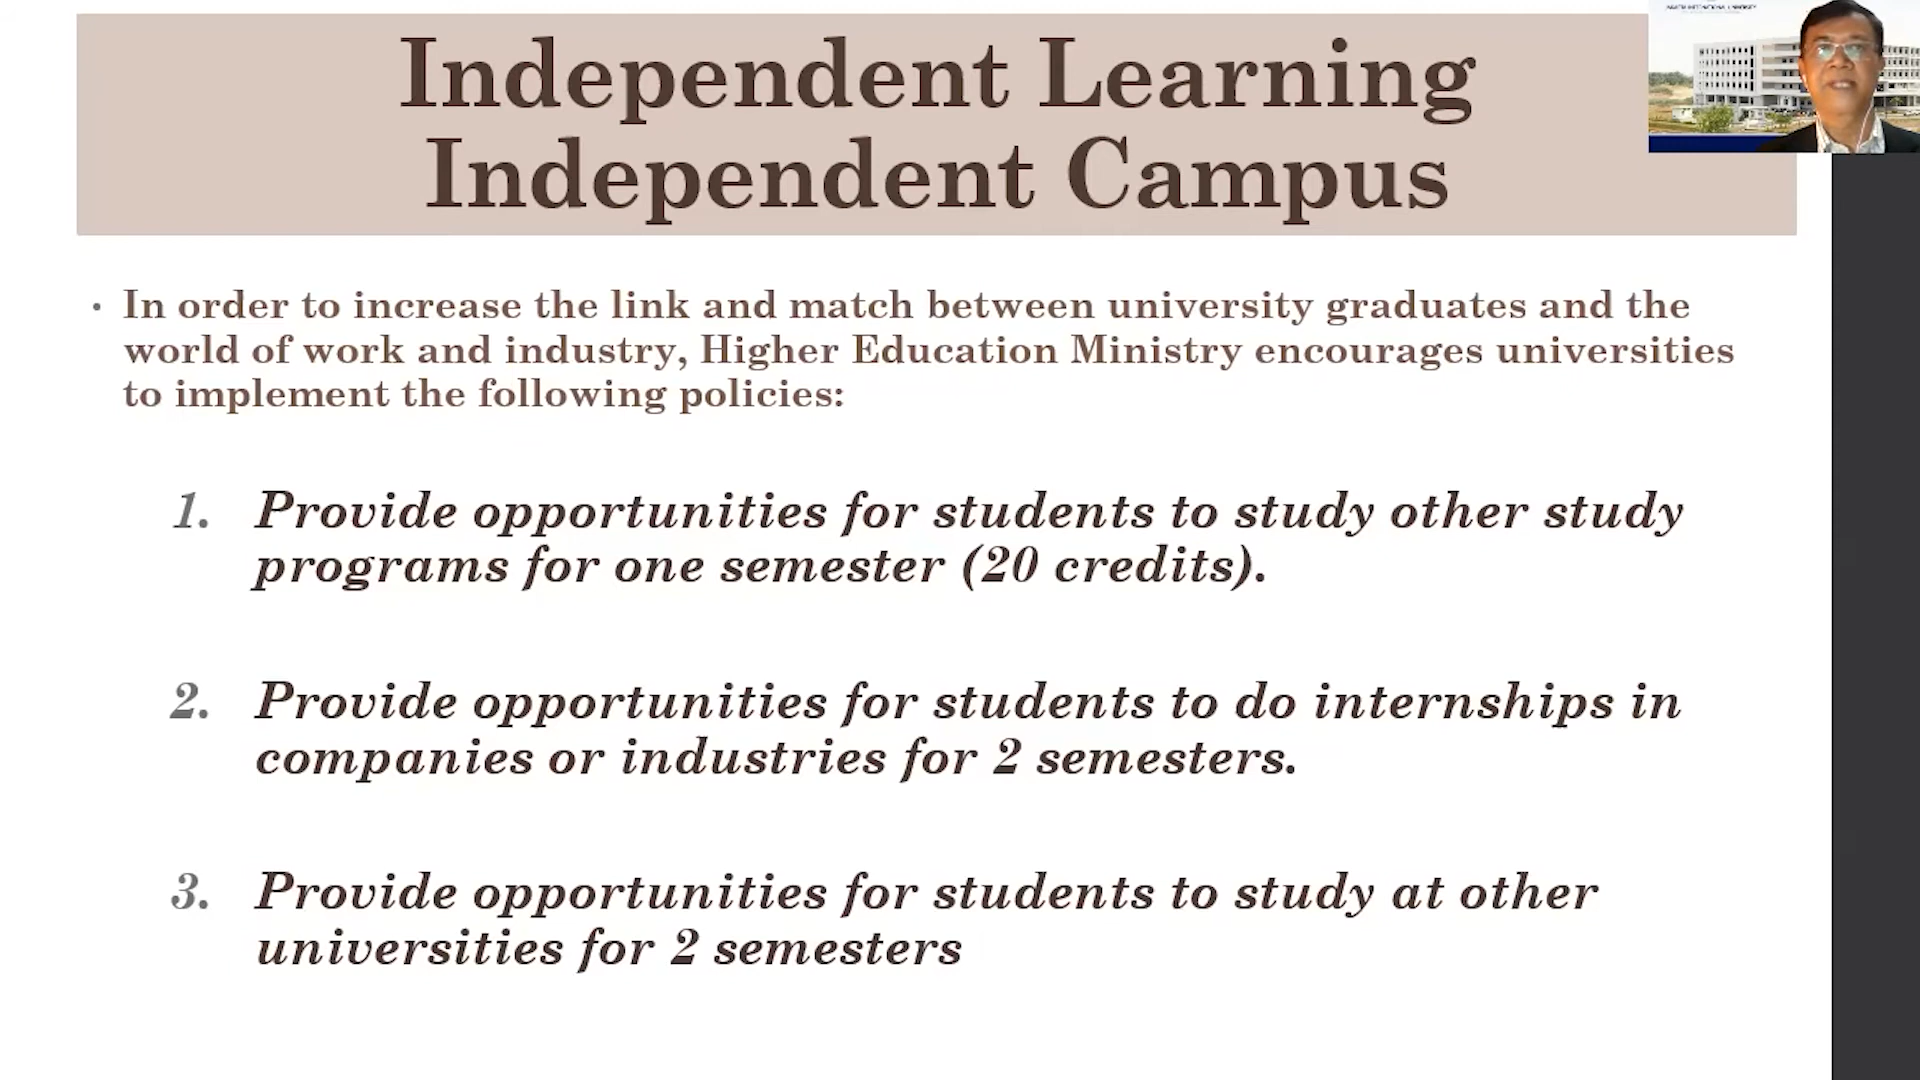 Independent Learning
Independent Campus
• In order to increase the link and match between university graduates and the
world of work and industry, Higher Education Ministry encourages universities
to implement the following policies:
1. Provide opportunities for students to study other study
programs for one semester (20 credits).
2. Provide opportunities for students to do internships in
companies or industries for 2 semesters.
3. Provide opportunities for students to study at other
universities for 2 semesters